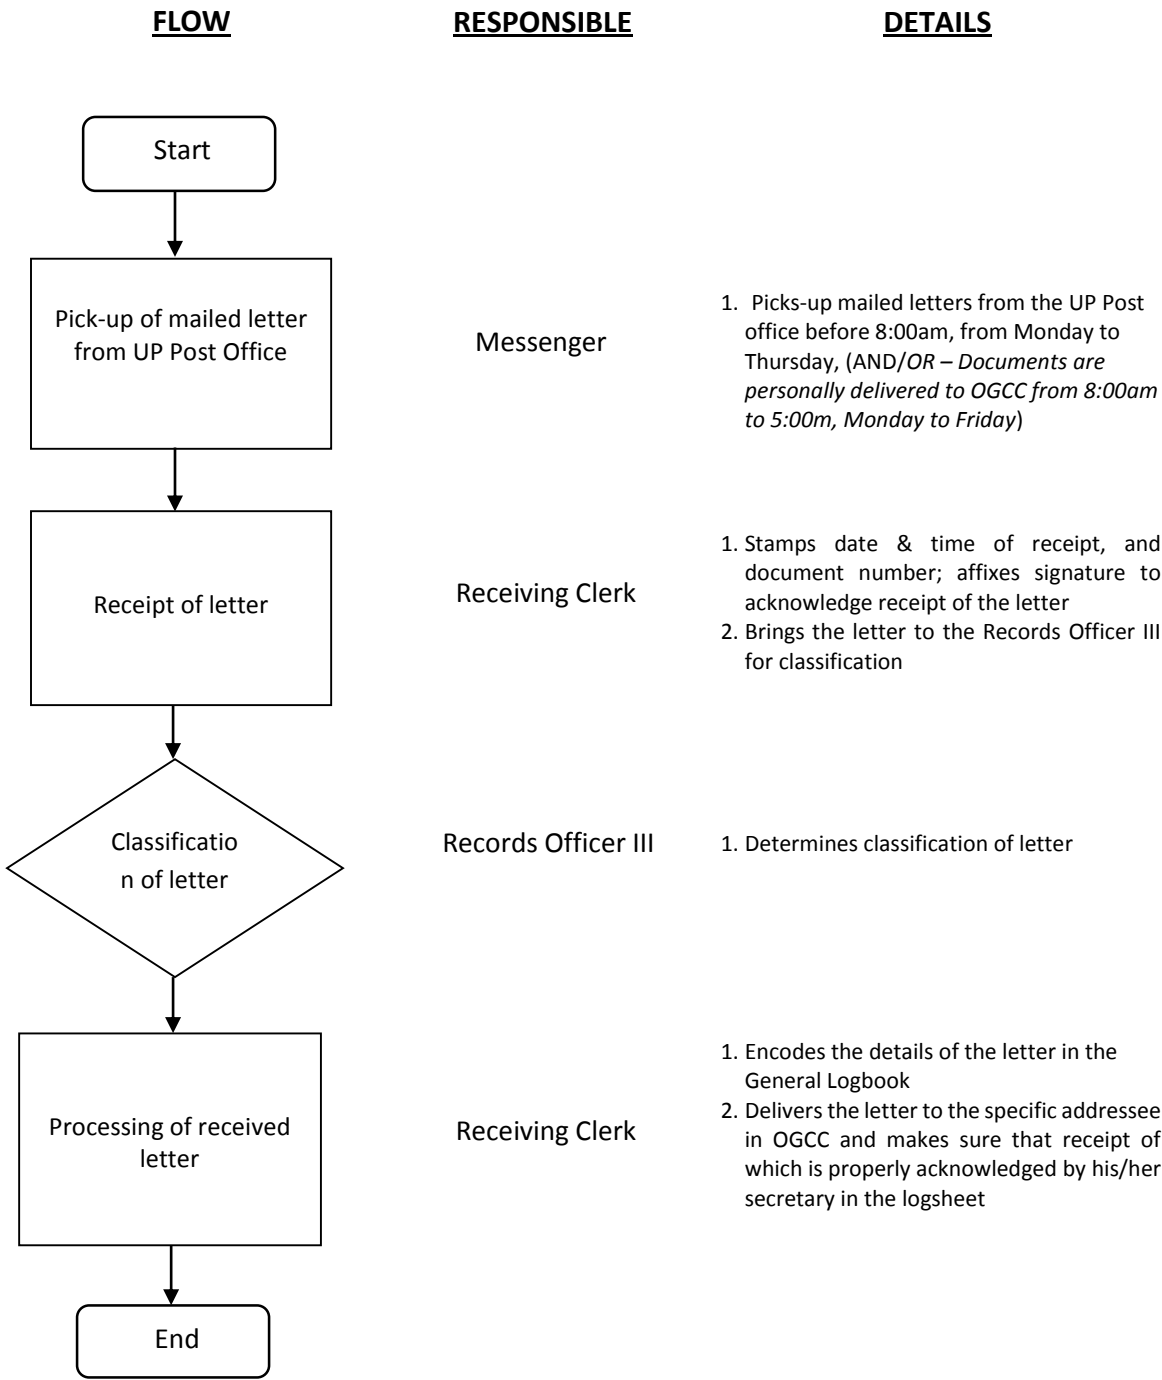 FLOW RESPONSIBLE DETAILS
Start
Pick-up of mailed letter
from UP Post Office
Messenger
1. Picks-up mailed letters from the UP Post
office before 8:00am, from Monday to
Thursday, (AND/OR – Documents are
personally delivered to OGCC from 8:00am
to 5:00m, Monday to Friday)
Receipt of letter
Receiving Clerk
1. Stamps date & time of receipt, and
document number; affixes signature to
acknowledge receipt of the letter
2. Brings the letter to the Records Officer III
for classification
Classificatio
n of letter
Records Officer III
1. Determines classification of letter
Processing of received
letter
Receiving Clerk
1. Encodes the details of the letter in the
General Logbook
2. Delivers the letter to the specific addressee
in OGCC and makes sure that receipt of
which is properly acknowledged by his/her
secretary in the logsheet
End